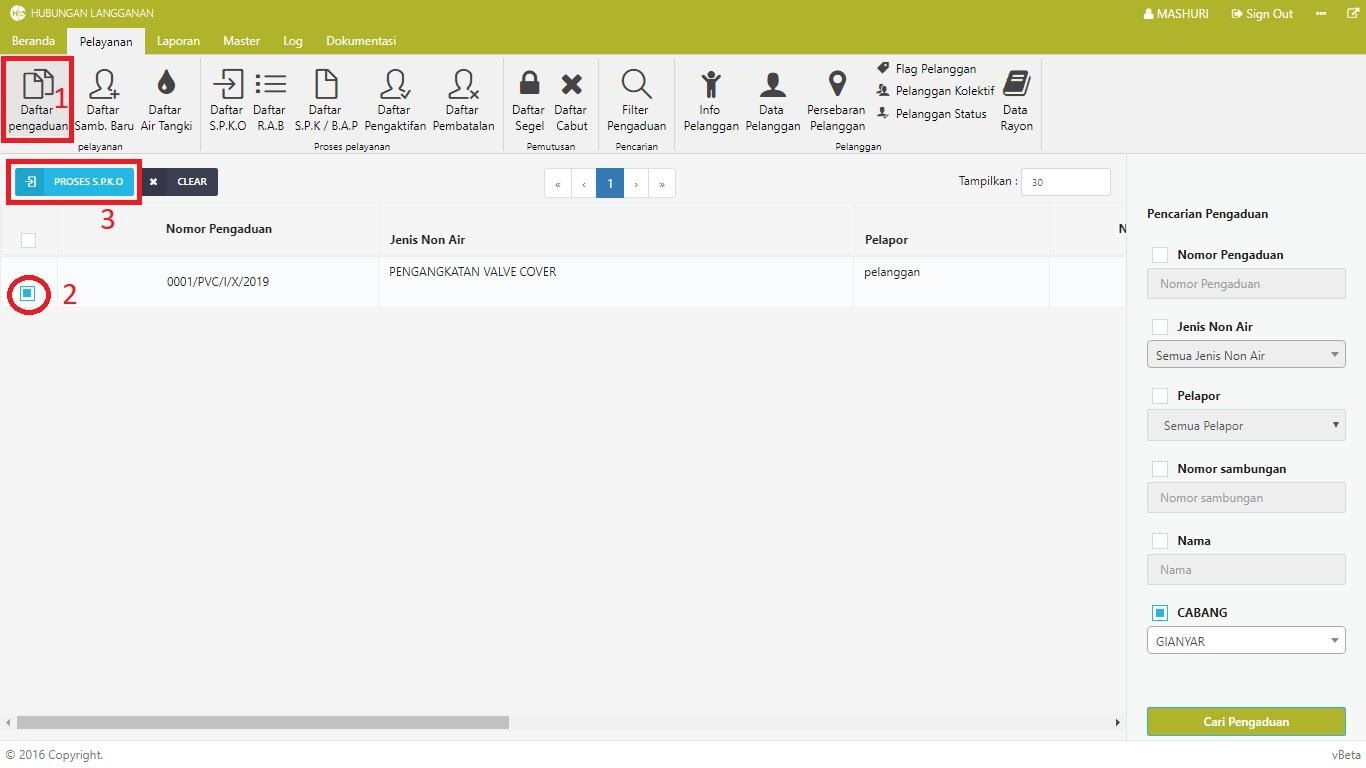 HUBUNGAN LANGGANAN
MASHURI
Sign Out
Beranda
Pelayanan
Laporan
Master
Log
Dokumentasi
Daftar
pengaduan
1
Daftar
Samb. Baru
Daftar
Air Tangki
pelayanan
Daftar
S.P.K.O
Daftar
R.A.B
Daftar
S.P.K / B.A.P
Daftar
Pengaktifan
Daftar
Pembatalan
Proses pelayanan
Daftar
Segel
Daftar
Cabut
Pemutusan
Filter
Pengaduan
Pencarian
Info
Pelanggan
Data
Pelanggan
Persebaran
Pelanggan
Flag Pelanggan
Pelanggan Kolektif
Pelanggan Status
Data
Rayon
Pelanggan
PROSES S.P.K.O
CLEAR
3
« ‹ 1 › »
Tampilkan : 30
Nomor Pengaduan
Jenis Non Air
Pelapor
N
2
0001/PVC/I/X/2019
PENGANGKATAN VALVE COVER
pelanggan
Pencarian Pengaduan
Nomor Pengaduan
Nomor Pengaduan
Jenis Non Air
Semua Jenis Non Air
Pelapor
Semua Pelapor
Nomor sambungan
Nomor sambungan
Nama
Nama
CABANG
GIANYAR
Cari Pengaduan
© 2016 Copyright.
vBeta